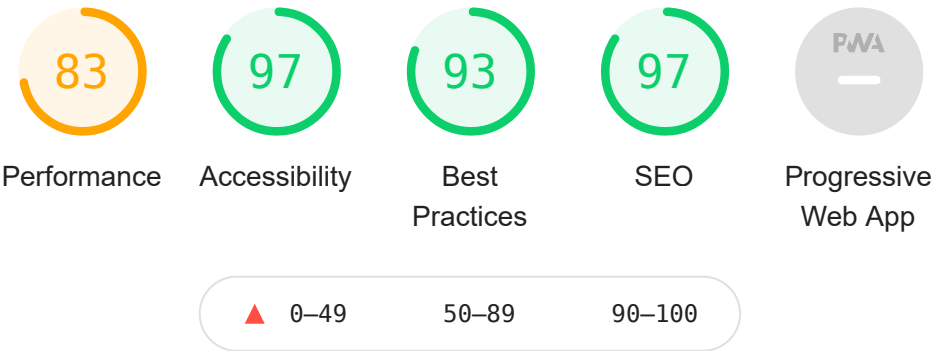 83 97 93 97 PWA
Performance Accessibility Best SEO Progressive
Practices Web App
0–49 50–89 90–100